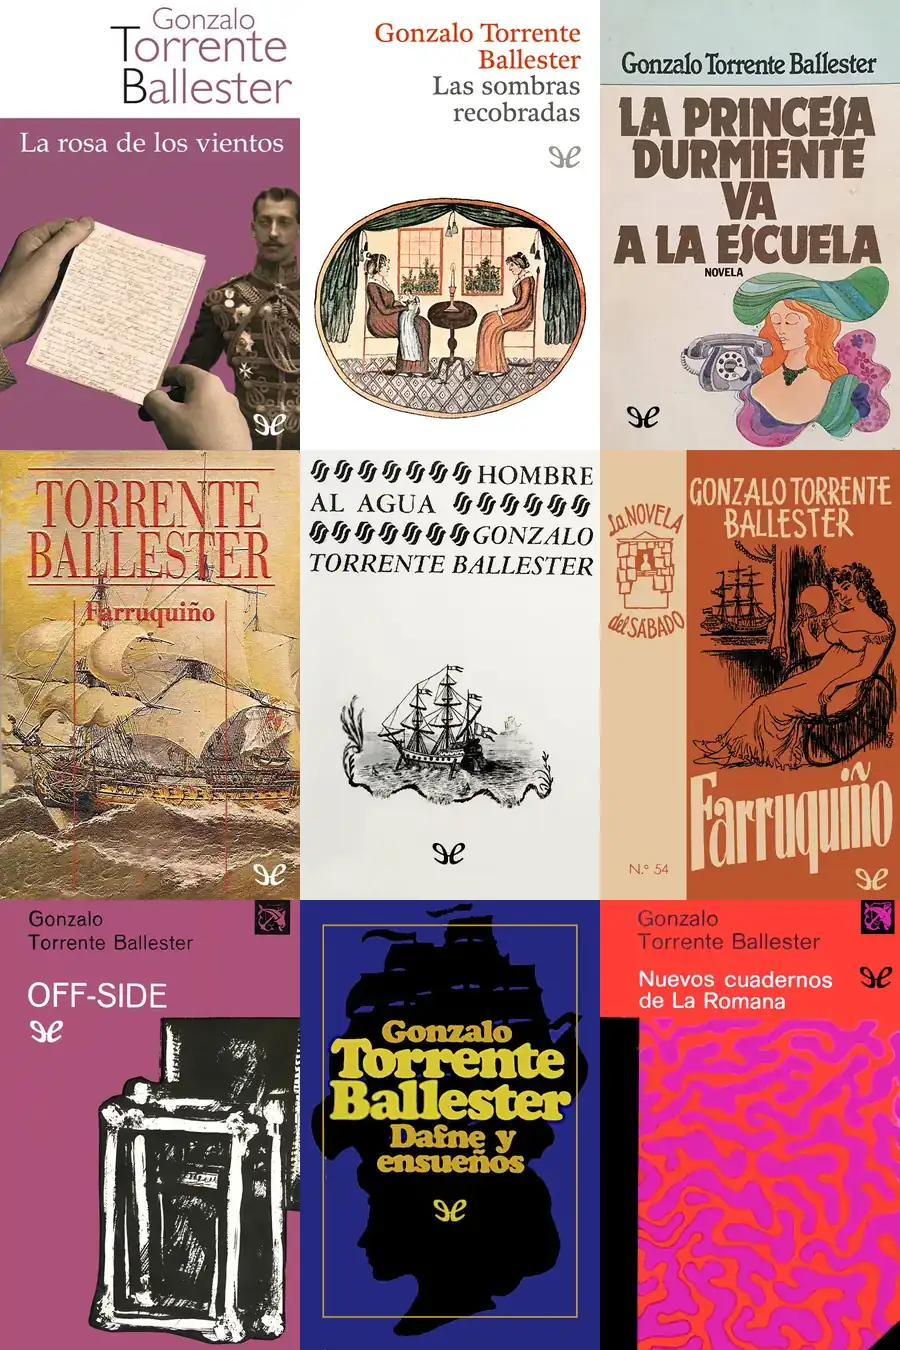 Gonzalo
Torrente
Ballester
La rosa de los vientos
Gonzalo Torrente
Ballester
Las sombras
recobradas
Gonzalo Torrente Ballester
LA PRINCESA
DURMIENTE
VA
A LA ESCUELA
NOVELA
TORRENTE
BALLESTER
Farruquiño
HOMBRE
AL AGUA
GONZALO
TORRENTE BALLESTER
La NOVELA
del SÁBADO
N.º 54
GONZALO TORRENTE
BALLESTER
Farruquiño
Gonzalo
Torrente Ballester
OFF-SIDE
Gonzalo
Torrente
Ballester
Dafne y
ensueños
Gonzalo
Torrente Ballester
Nuevos cuadernos
de La Romana